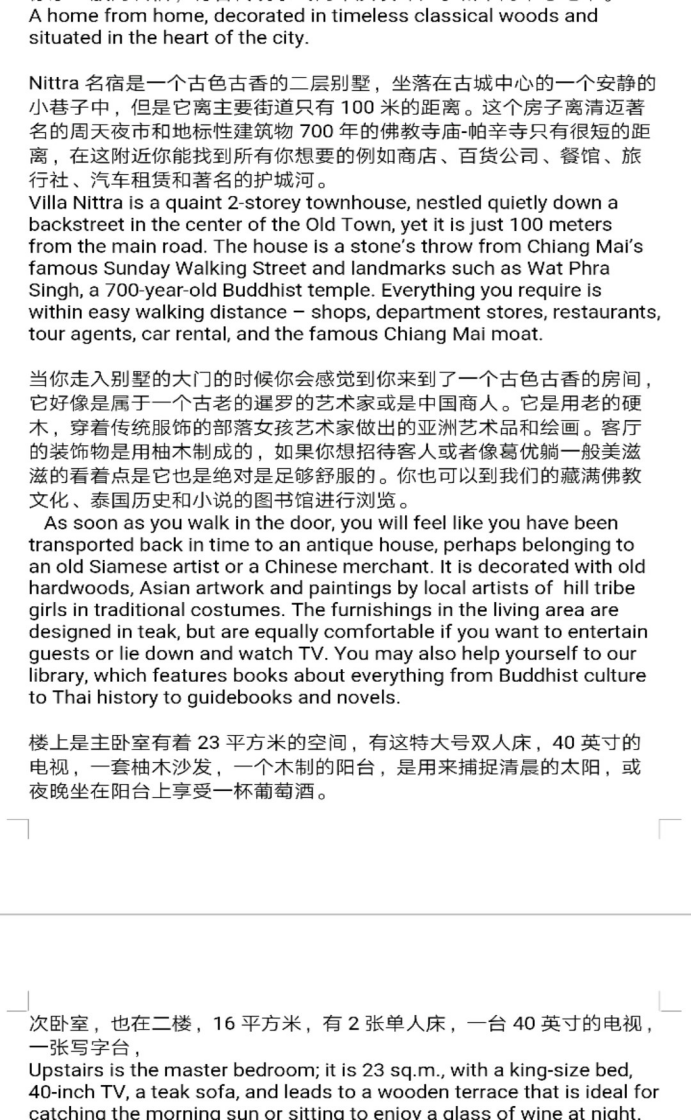 A home from home, decorated in timeless classical woods and
situated in the heart of the city.
Nittra 名宿是一个古色古香的二层别墅，坐落在古城中心的一个安静的
小巷子中，但是它离主要街道只有 100 米的距离。这个房子离清迈著
名的周天夜市和地标性建筑物 700 年的佛教寺庙-帕辛寺只有很短的距
离，在这附近你能找到所有你想要的例如商店、百货公司、餐馆、旅
行社、汽车租赁和著名的护城河。
Villa Nittra is a quaint 2-storey townhouse, nestled quietly down a
backstreet in the center of the Old Town, yet it is just 100 meters
from the main road. The house is a stone’s throw from Chiang Mai’s
famous Sunday Walking Street and landmarks such as Wat Phra
Singh, a 700-year-old Buddhist temple. Everything you require is
within easy walking distance – shops, department stores, restaurants,
tour agents, car rental, and the famous Chiang Mai moat.
当你走入别墅的大门的时候你会感觉到你来到了一个古色古香的房间，
它好像是属于一个古老的暹罗的艺术家或是中国商人。它是用老的硬
木，穿着传统服饰的部落女孩艺术家做出的亚洲艺术品和绘画。客厅
的装饰物是用柚木制成的，如果你想招待客人或者像葛优躺一般美滋
滋的看着点是它也是绝对是足够舒服的。你也可以到我们的藏满佛教
文化、泰国历史和小说的图书馆进行浏览。
As soon as you walk in the door, you will feel like you have been
transported back in time to an antique house, perhaps belonging to
an old Siamese artist or a Chinese merchant. It is decorated with old
hardwoods, Asian artwork and paintings by local artists of  hill tribe
girls in traditional costumes. The furnishings in the living area are
designed in teak, but are equally comfortable if you want to entertain
guests or lie down and watch TV. You may also help yourself to our
library, which features books about everything from Buddhist culture
to Thai history to guidebooks and novels.
楼上是主卧室有着 23 平方米的空间，有这特大号双人床，40 英寸的
电视，一套柚木沙发，一个木制的阳台，是用来捕捉清晨的太阳，或
夜晚坐在阳台上享受一杯葡萄酒。
次卧室，也在二楼，16 平方米，有 2 张单人床，一台 40 英寸的电视，
一张写字台，
Upstairs is the master bedroom; it is 23 sq.m., with a king-size bed,
40-inch TV, a teak sofa, and leads to a wooden terrace that is ideal for
catching the morning sun or sitting to enjoy a glass of wine at night.